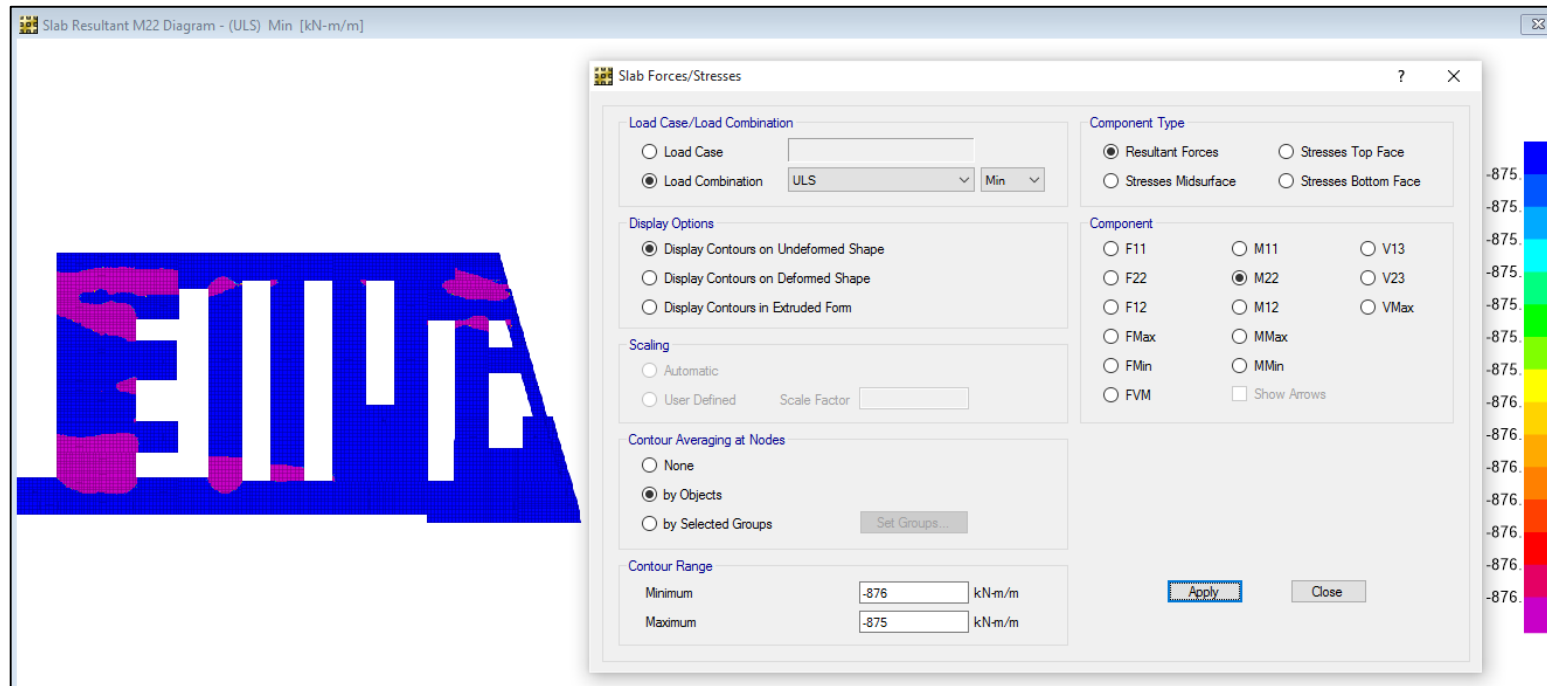 Slab Resultant M22 Diagram - (ULS) Min [kN-m/m]
Slab Forces/Stresses
?
Load Case/Load Combination
Load Case
Load Combination ULS Min
Display Options
Display Contours on Undeformed Shape
Display Contours on Deformed Shape
Display Contours in Extruded Form
Scaling
Automatic
User Defined Scale Factor
Contour Averaging at Nodes
None
by Objects
by Selected Groups Set Groups...
Contour Range
Minimum -876 kN-m/m
Maximum -875 kN-m/m
Component Type
Resultant Forces Stresses Top Face
Stresses Midsurface Stresses Bottom Face
Component
F11 M11 V13
F22 M22 V23
F12 M12 VMax
FMax MMax
FMin MMin
FVM Show Arrows
Apply Close
-875.
-875.
-875.
-875.
-875.
-875.
-875.
-876.
-876.
-876.
-876.
-876.
-876.
-876.